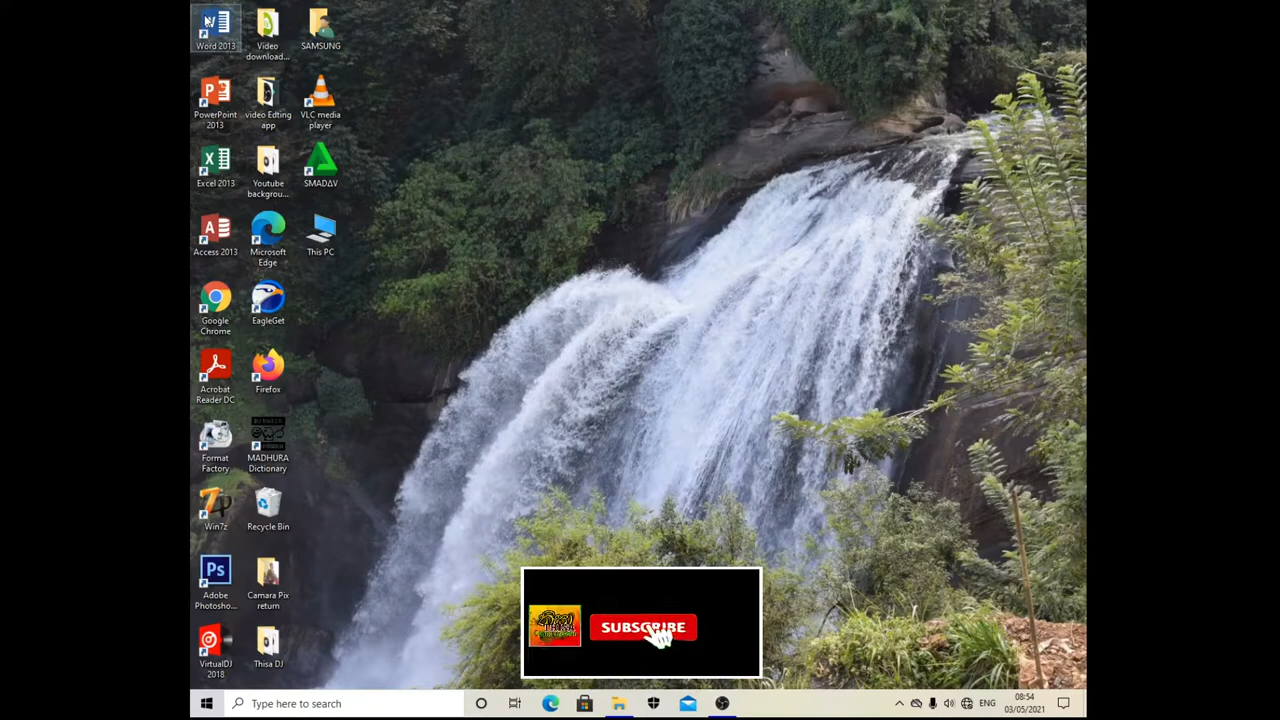 Word 2013
Video
download...
SAMSUNG
PowerPoint
2013
video Edting
app
VLC media
player
Excel 2013
Youtube
backgrou...
SMADAV
Access 2013
Microsoft
Edge
This PC
Google
Chrome
EagleGet
Acrobat
Reader DC
Firefox
Format
Factory
MADHURA
Dictionary
Win7z
Recycle Bin
Ps
Adobe
Photosho...
Camara Pix
return
VirtualDJ
2018
Thisa DJ
SUBSCRIBE
Type here to search
ENG
08:54
03/05/2021